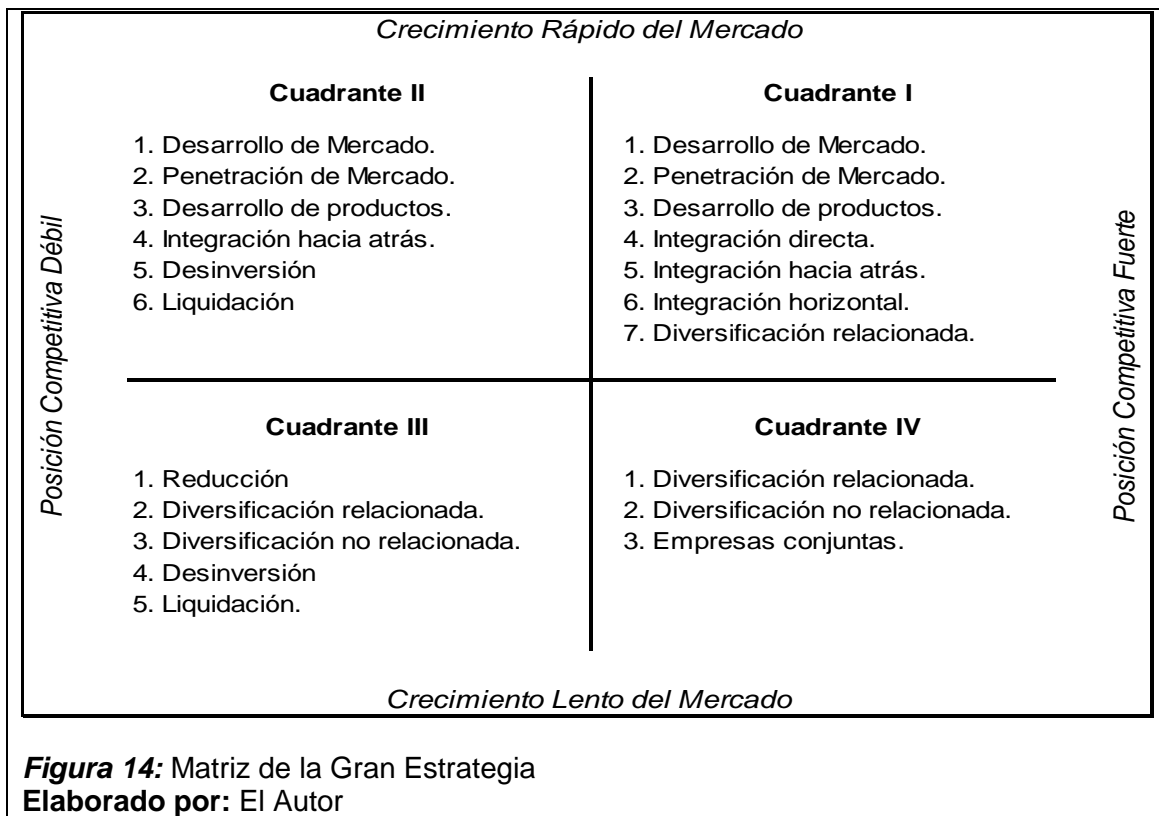 Crecimiento Rápido del Mercado
Posición Competitiva Débil
Cuadrante II
1. Desarrollo de Mercado.
2. Penetración de Mercado.
3. Desarrollo de productos.
4. Integración hacia atrás.
5. Desinversión
6. Liquidación
Cuadrante I
1. Desarrollo de Mercado.
2. Penetración de Mercado.
3. Desarrollo de productos.
4. Integración directa.
5. Integración hacia atrás.
6. Integración horizontal.
7. Diversificación relacionada.
Cuadrante III
1. Reducción
2. Diversificación relacionada.
3. Diversificación no relacionada.
4. Desinversión
5. Liquidación.
Cuadrante IV
1. Diversificación relacionada.
2. Diversificación no relacionada.
3. Empresas conjuntas.
Posición Competitiva Fuerte
Crecimiento Lento del Mercado
Figura 14: Matriz de la Gran Estrategia
Elaborado por: El Autor